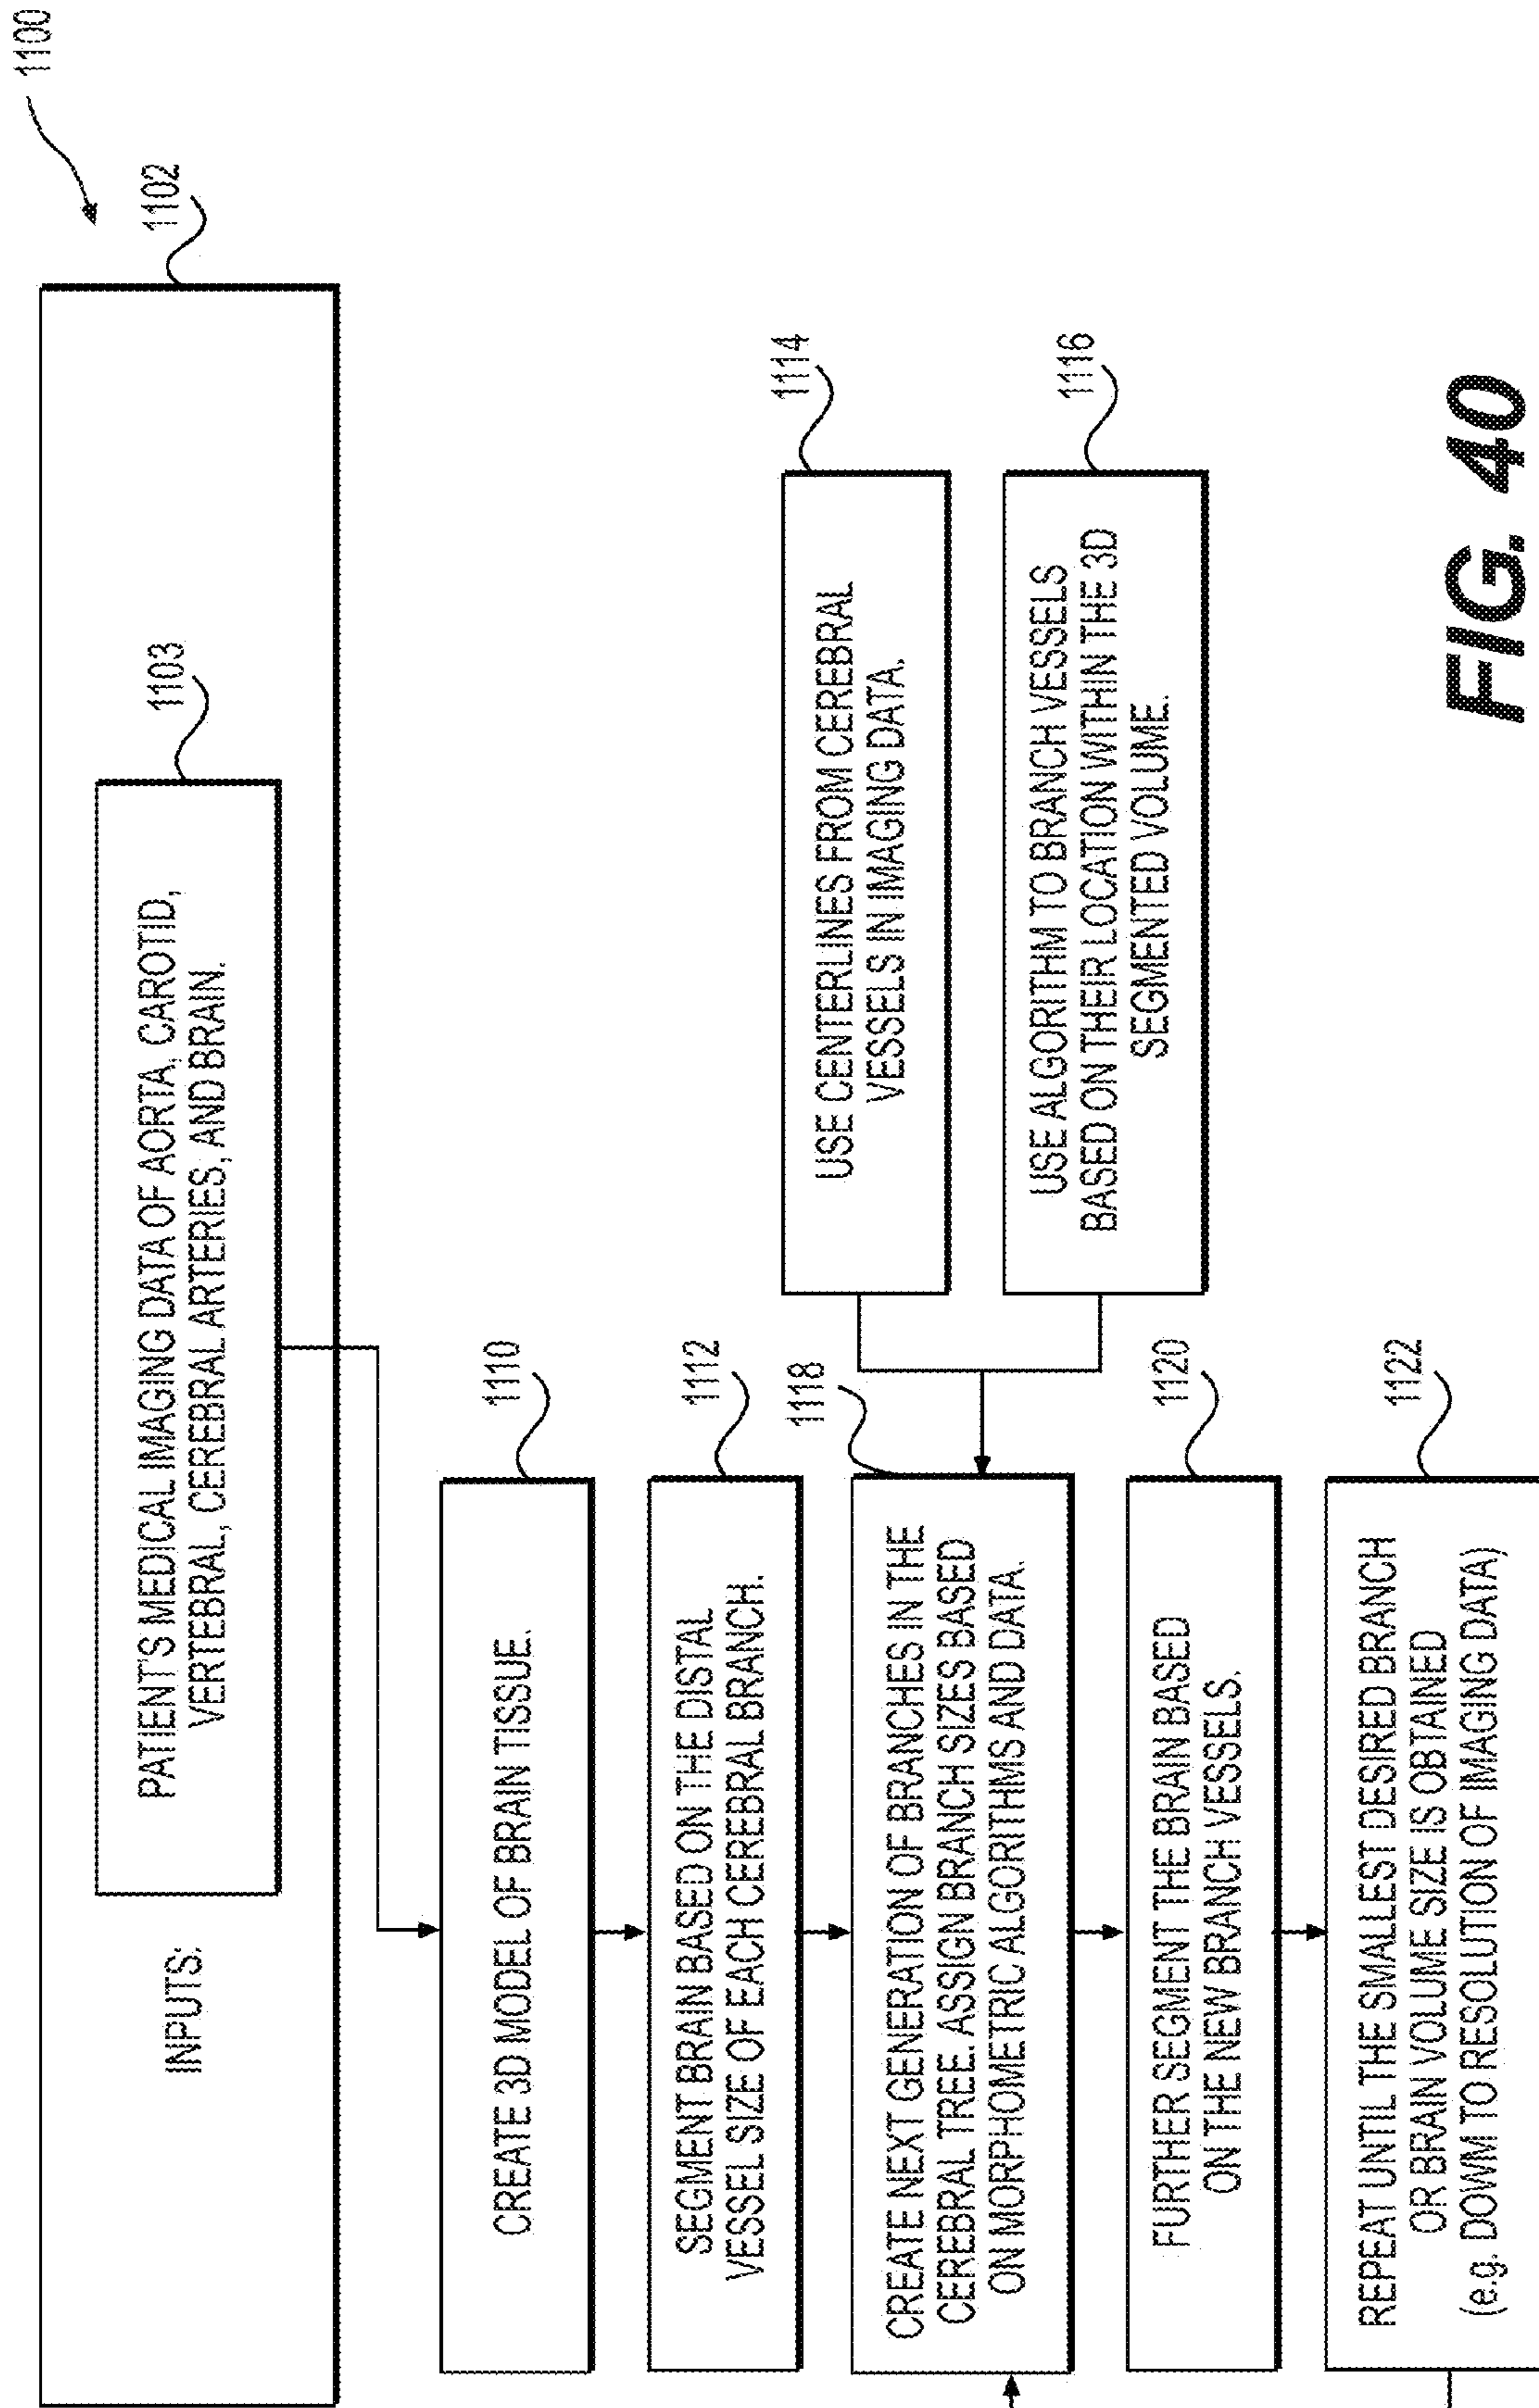 1100
1102
INPUTS:
1103
PATIENT'S MEDICAL IMAGING DATA OF AORTA, CAROTID,
VERTEBRAL, CEREBRAL ARTERIES, AND BRAIN.
1110
CREATE 3D MODEL OF BRAIN TISSUE.
1112
SEGMENT BRAIN BASED ON THE DISTAL
VESSEL SIZE OF EACH CEREBRAL BRANCH.
1114
USE CENTERLINES FROM CEREBRAL
VESSELS IN IMAGING DATA.
1116
USE ALGORITHM TO BRANCH VESSELS
BASED ON THEIR LOCATION WITHIN THE 3D
SEGMENTED VOLUME.
1118
CREATE NEXT GENERATION OF BRANCHES IN THE
CEREBRAL TREE. ASSIGN BRANCH SIZES BASED
ON MORPHOMETRIC ALGORITHMS AND DATA.
1120
FURTHER SEGMENT THE BRAIN BASED
ON THE NEW BRANCH VESSELS.
1122
REPEAT UNTIL THE SMALLEST DESIRED BRANCH
OR BRAIN VOLUME SIZE IS OBTAINED
(e.g. DOWM TO RESOLUTION OF IMAGING DATA)
FIG. 40